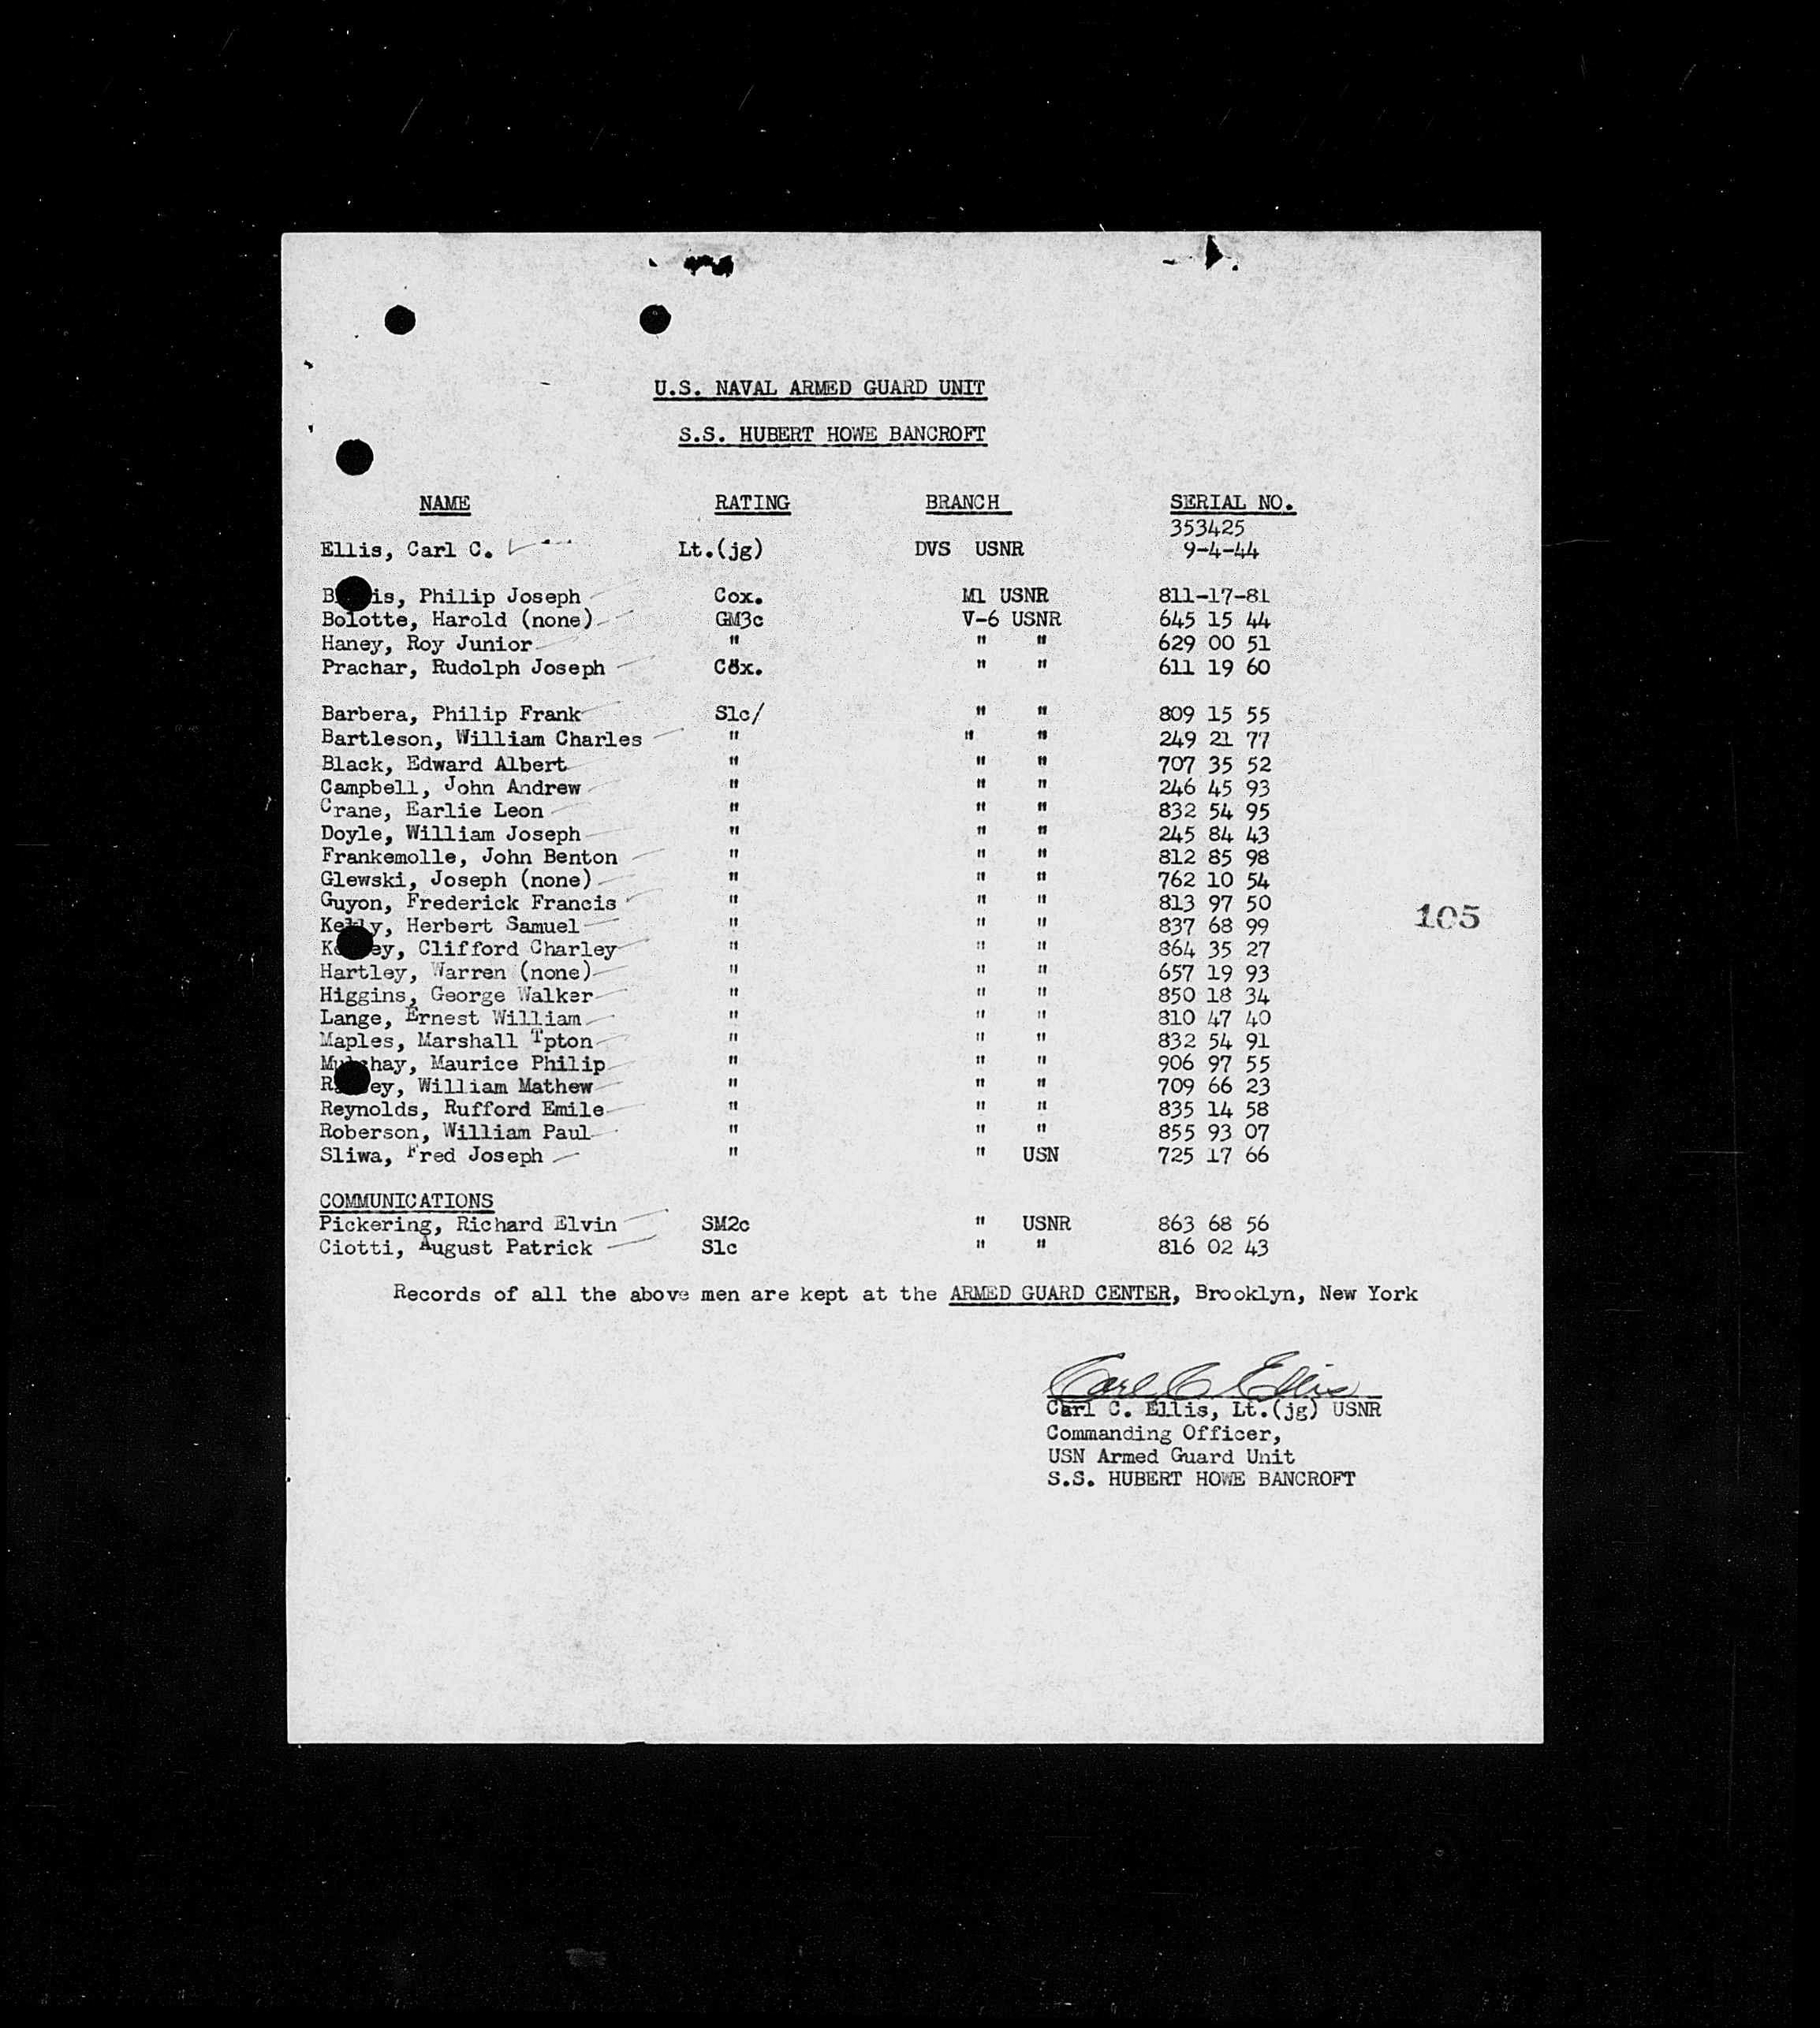 U.S. NAVAL ARMED GUARD UNIT
S.S. HUBERT HOWE BANCROFT
NAME RATING BRANCH SERIAL NO.
353425
Ellis, Carl C. Lt.(jg) DVS USNR 9-4-44
Philip Joseph Cox. M1 USNR 811-17-81
Bolotte, Harold (none) GM3c V-6 USNR 645 15 44
Haney, Roy Junior " " " 629 00 51
Prachar, Rudolph Joseph Cox. " " 611 19 60
Barbera, Philip Frank S1c/ " " 809 15 55
Bartleson, William Charles " " " 249 21 77
Black, Edward Albert " " " 707 35 52
Campbell, John Andrew " " " 246 45 93
Crane, Earlie Leon " " " 832 54 95
Doyle, William Joseph " " " 245 84 43
Frankemolle, John Benton " " " 812 85 98
Glewski, Joseph (none) " " " 762 10 54
Guyon, Frederick Francis " " " 813 97 50
105
Kelly, Herbert Samuel " " " 837 68 99
Clifford Charley " " " 864 35 27
Hartley, Warren (none) " " " 657 19 93
Higgins, George Walker " " " 850 18 34
Lange, Ernest William " " " 810 47 40
Maples, Marshall Tpton " " " 832 54 91
Maurice Philip " " " 906 97 55
William Mathew " " " 709 66 23
Reynolds, Rufford Emile " " " 835 14 58
Roberson, William Paul " " " 855 93 07
Sliwa, Fred Joseph " " USN 725 17 66
COMMUNICATIONS
Pickering, Richard Elvin SM2c " USNR 863 68 56
Ciotti, August Patrick S1c " " 816 02 43
Records of all the above men are kept at the ARMED GUARD CENTER, Brooklyn, New York
Carl C Ellis
Carl C. Ellis, Lt.(jg) USNR
Commanding Officer,
USN Armed Guard Unit
S.S. HUBERT HOWE BANCROFT